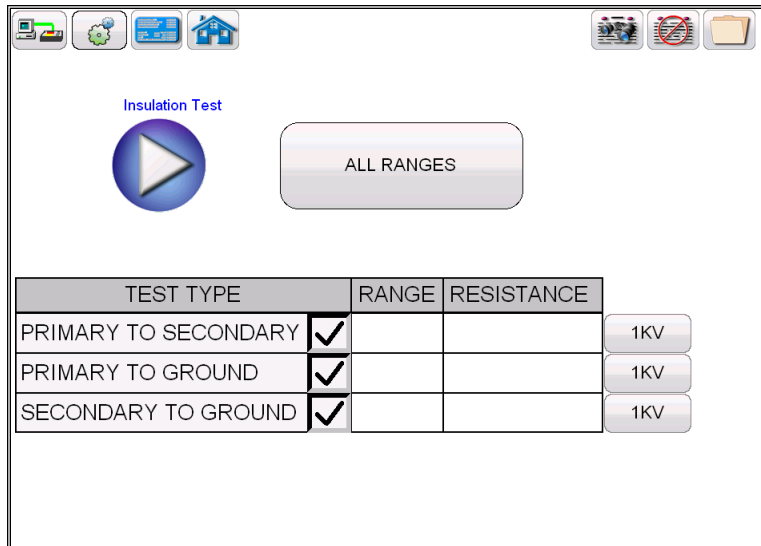 Insulation Test
ALL RANGES
TEST TYPE RANGE RESISTANCE
PRIMARY TO SECONDARY 1KV
PRIMARY TO GROUND 1KV
SECONDARY TO GROUND 1KV